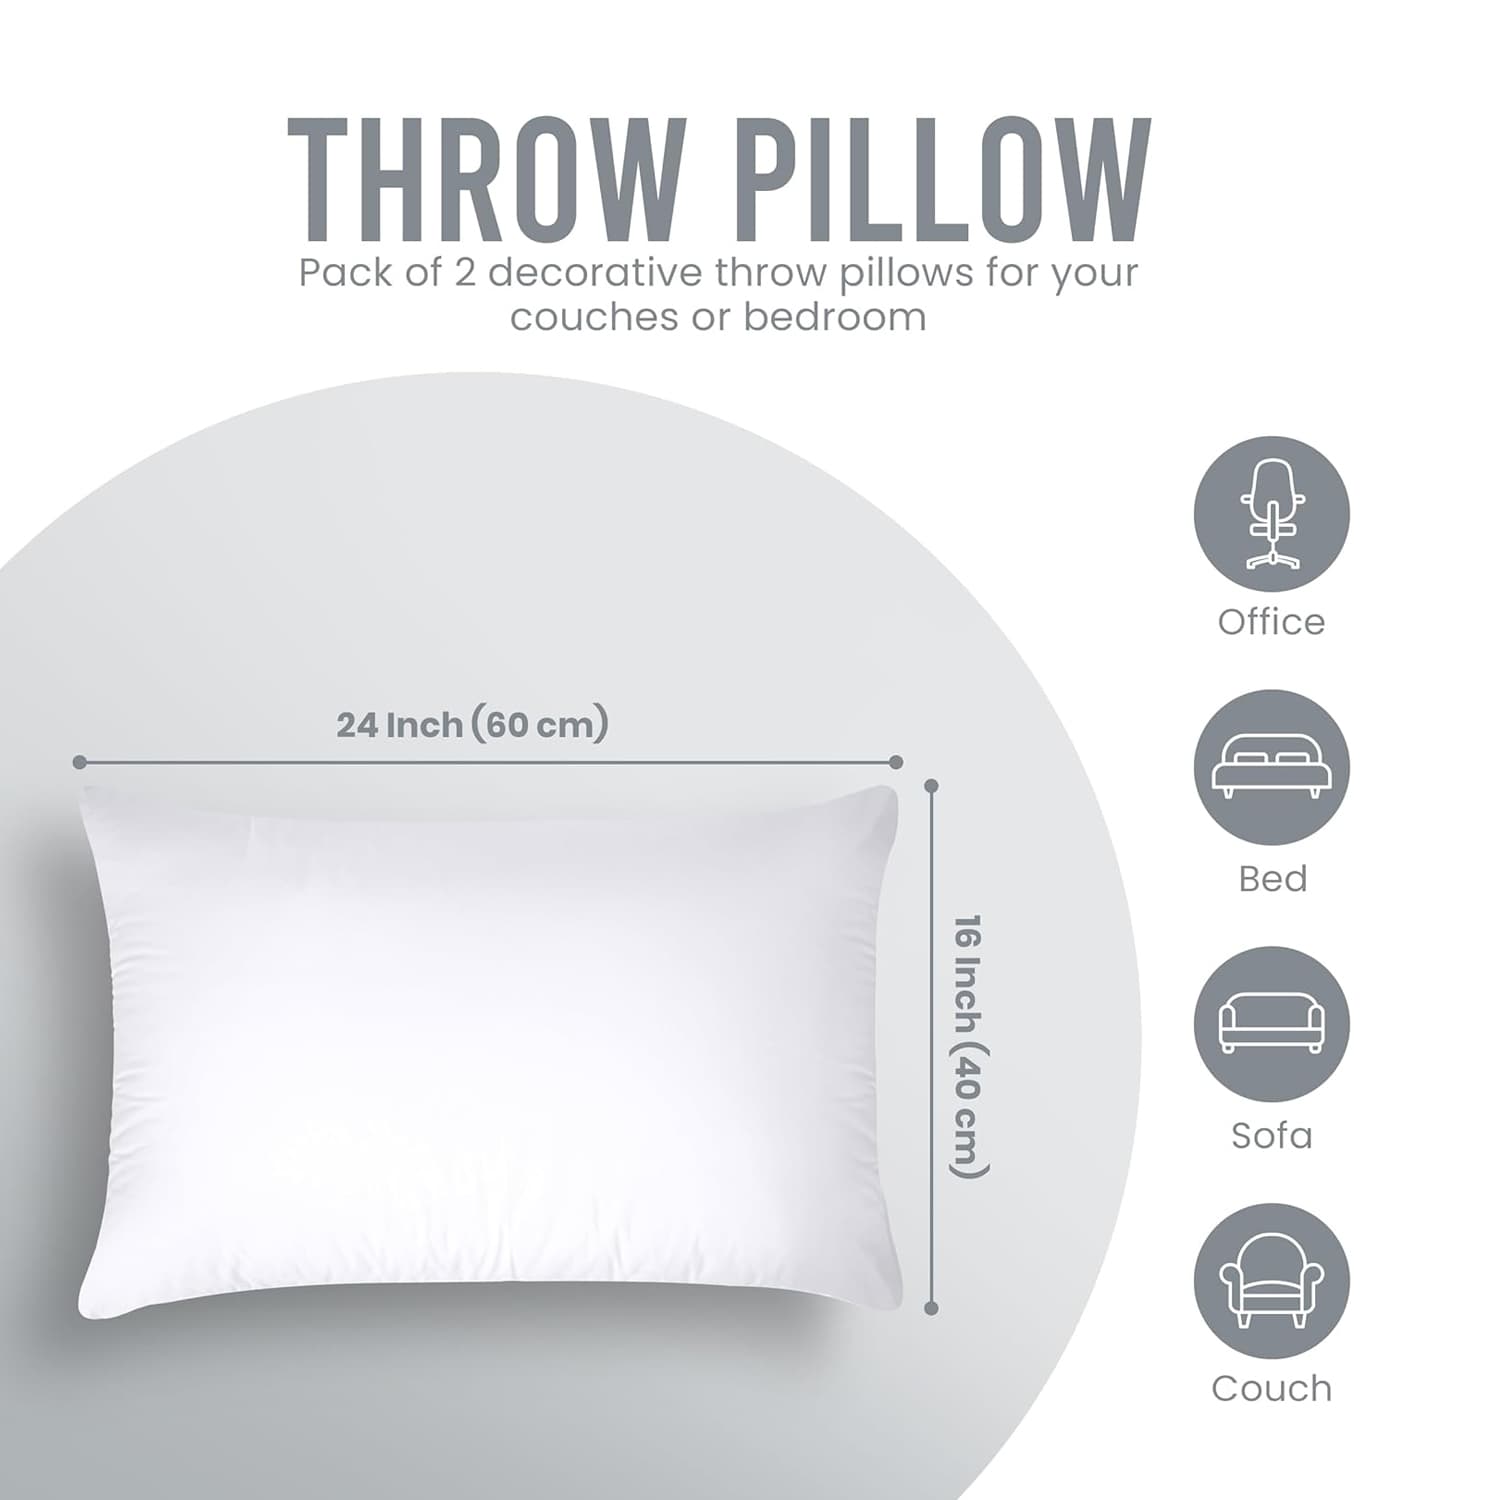 THROW PILLOW
Pack of 2 decorative throw pillows for your
couches or bedroom
24 Inch (60 cm)
16 Inch (40 cm)
Office
Bed
Sofa
Couch